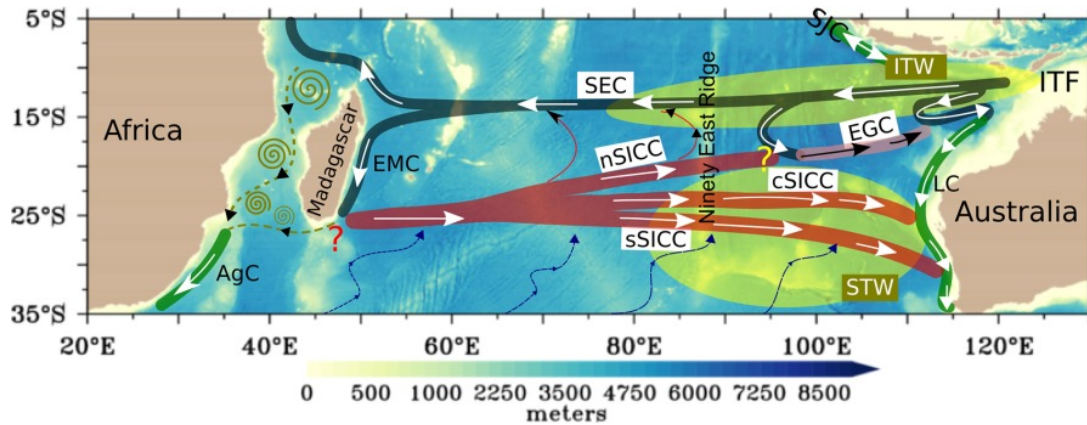 5°S
15°S
25°S
35°S
SJC
ITW
ITF
SEC
Africa
Madagascar
EMC
Ninety East Ridge
nSICC
?
EGC
cSICC
LC
Australia
sSICC
?
AgC
STW
20°E
40°E
60°E
80°E
100°E
120°E
0 500 1000 2250 3500 4750 6000 7250 8500
meters